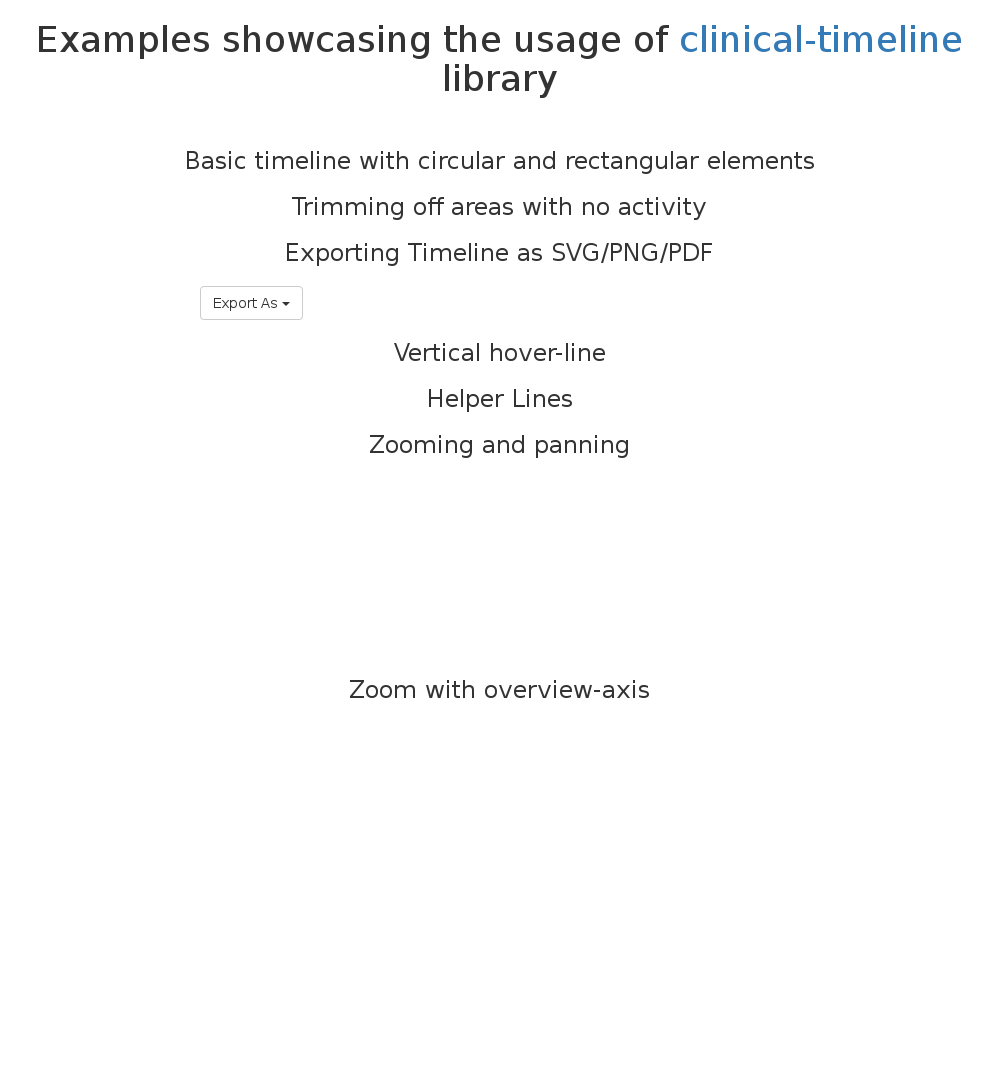 Examples showcasing the usage of clinical-timeline
library
Basic timeline with circular and rectangular elements
Trimming off areas with no activity
Exporting Timeline as SVG/PNG/PDF
Export As
Vertical hover-line
Helper Lines
Zooming and panning
Zoom with overview-axis